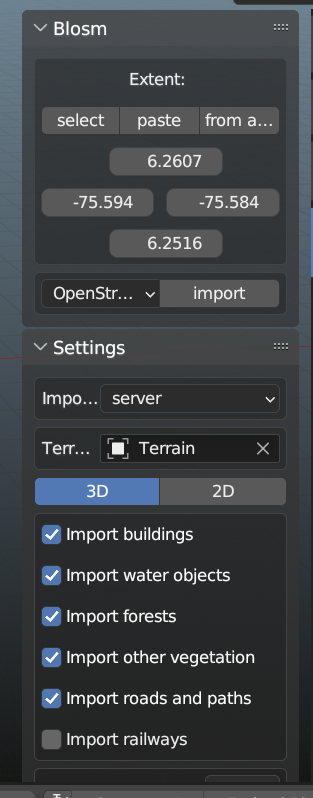 Blosm
Extent:
select paste from a...
6.2607
-75.594 -75.584
6.2516
OpenStr... import
Settings
Impo... server
Terr... Terrain
3D 2D
Import buildings
Import water objects
Import forests
Import other vegetation
Import roads and paths
Import railways